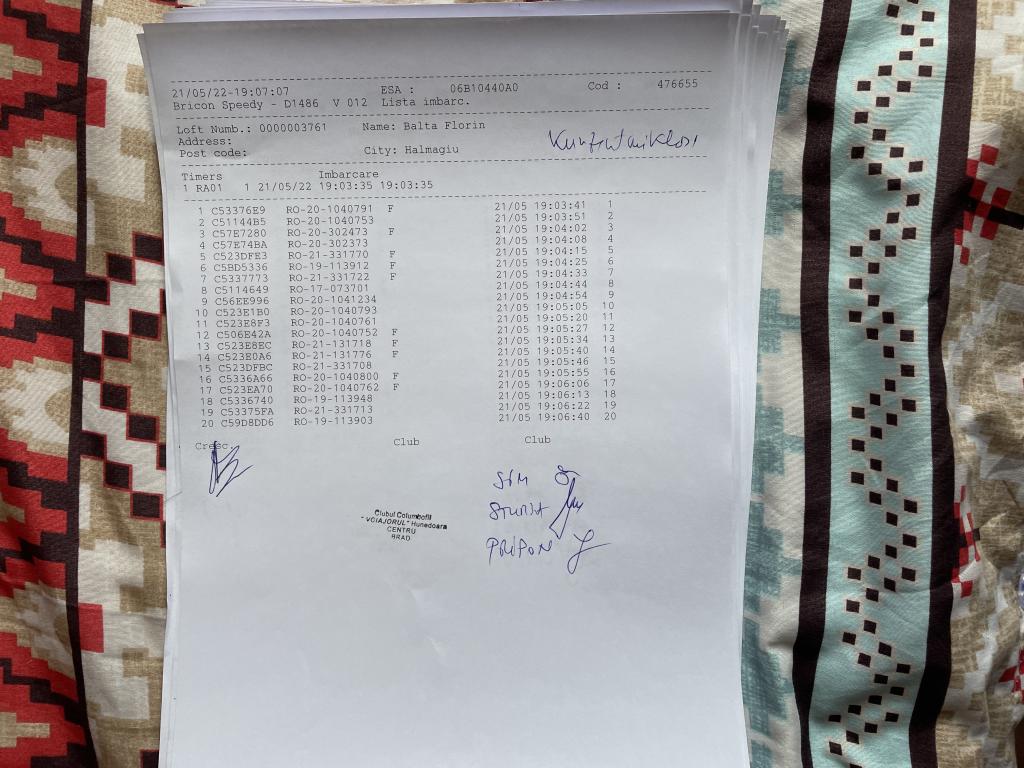 21/05/22-19:07:07 ESA : 06B10440A0 Cod : 476655
Bricon Speedy - D1486 V 012 Lista imbarc.
Loft Numb.: 0000003761 Name: Balta Florin
Address:
Post code: City: Halmagiu
Timers Imbarcare
1 RA01 1 21/05/22 19:03:35 19:03:35
1 C53376E9 RO-20-1040791 F 21/05 19:03:41 1
2 C51144B5 RO-20-1040753 21/05 19:03:51 2
3 C57E7280 RO-20-302473 F 21/05 19:04:02 3
4 C57E74BA RO-20-302373 21/05 19:04:08 4
5 C523DFE3 RO-21-331770 F 21/05 19:04:15 5
6 C5BD5336 RO-19-113912 F 21/05 19:04:25 6
7 C5337773 RO-21-331722 F 21/05 19:04:33 7
8 C5114649 RO-17-073701 21/05 19:04:44 8
9 C56EE996 RO-20-1041234 21/05 19:04:54 9
10 C523E1B0 RO-20-1040793 21/05 19:05:05 10
11 C523E8F3 RO-20-1040761 21/05 19:05:20 11
12 C506E42A RO-20-1040752 F 21/05 19:05:27 12
13 C523E8EC RO-21-131718 F 21/05 19:05:34 13
14 C523E0A6 RO-21-131776 F 21/05 19:05:40 14
15 C523DFBC RO-21-331708 21/05 19:05:46 15
16 C5336A66 RO-20-1040800 F 21/05 19:05:55 16
17 C523EA70 RO-20-1040762 F 21/05 19:06:06 17
18 C5336740 RO-19-113948 21/05 19:06:13 18
19 C53375FA RO-21-331713 21/05 19:06:22 19
20 C59D8DD6 RO-19-113903 21/05 19:06:40 20
Cresc. Club Club
Clubul Columbofil
"VOIAJORUL" Hunedoara
CENTRU
BRAD